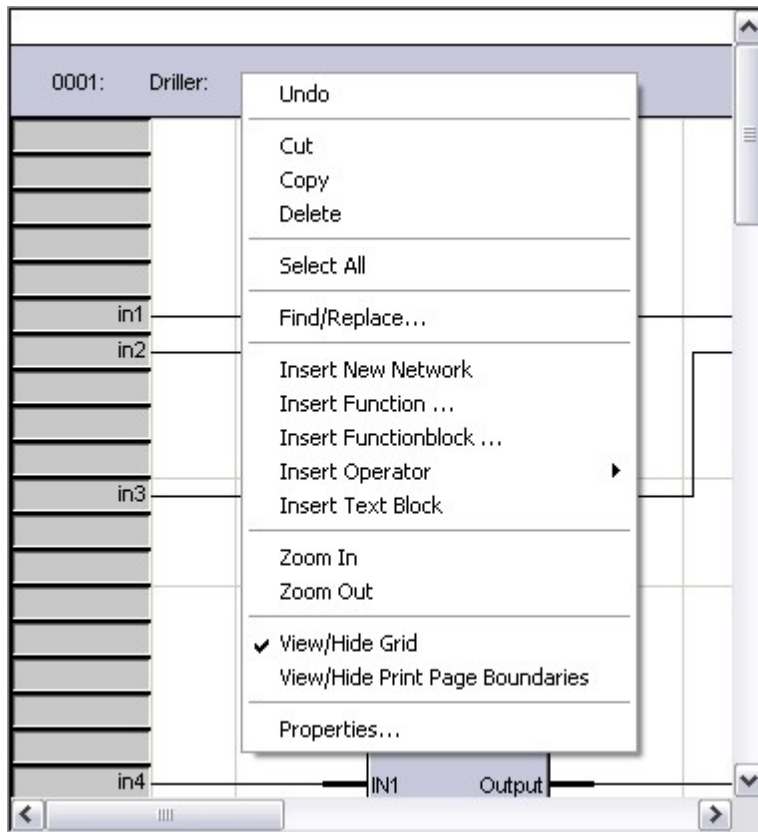 0001: Driller:
Undo
Cut
Copy
Delete
Select All
in1
Find/Replace...
in2
Insert New Network
Insert Function ...
Insert Functionblock ...
Insert Operator
in3
Insert Text Block
Zoom In
Zoom Out
View/Hide Grid
View/Hide Print Page Boundaries
Properties...
in4 IN1 Output